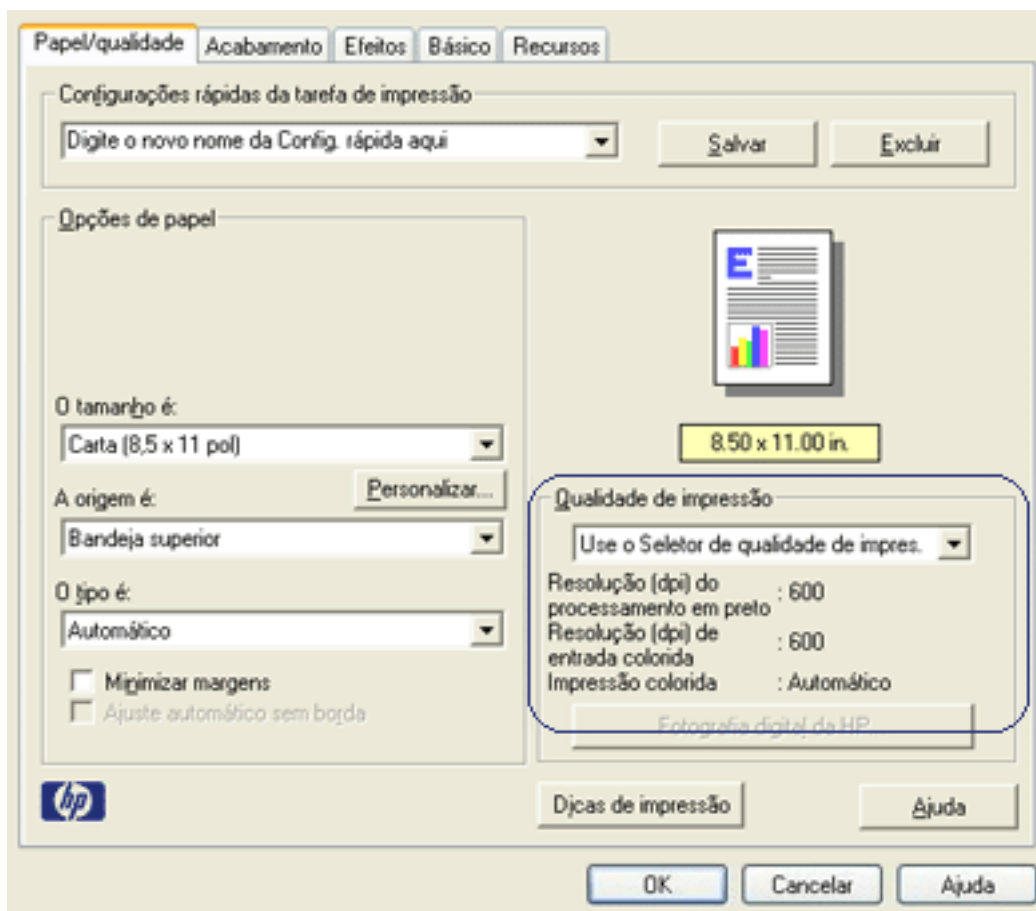 Papel/qualidade Acabamento Efeitos Básico Recursos
Configurações rápidas da tarefa de impressão
Digite o novo nome da Config. rápida aqui Salvar Excluir
Opções de papel
E
O tamanho é:
Carta (8,5 x 11 pol)
8.50 x 11.00 in.
Personalizar...
A origem é:
Bandeja superior
O tipo é:
Automático
Minimizar margens
Ajuste automático sem borda
Qualidade de impressão
Use o Seletor de qualidade de impres.
Resolução (dpi) do
processamento em preto : 600
Resolução (dpi) de
entrada colorida : 600
Impressão colorida : Automático
Fotografia digital da HP...
hp
Dicas de impressão Ajuda
OK Cancelar Ajuda